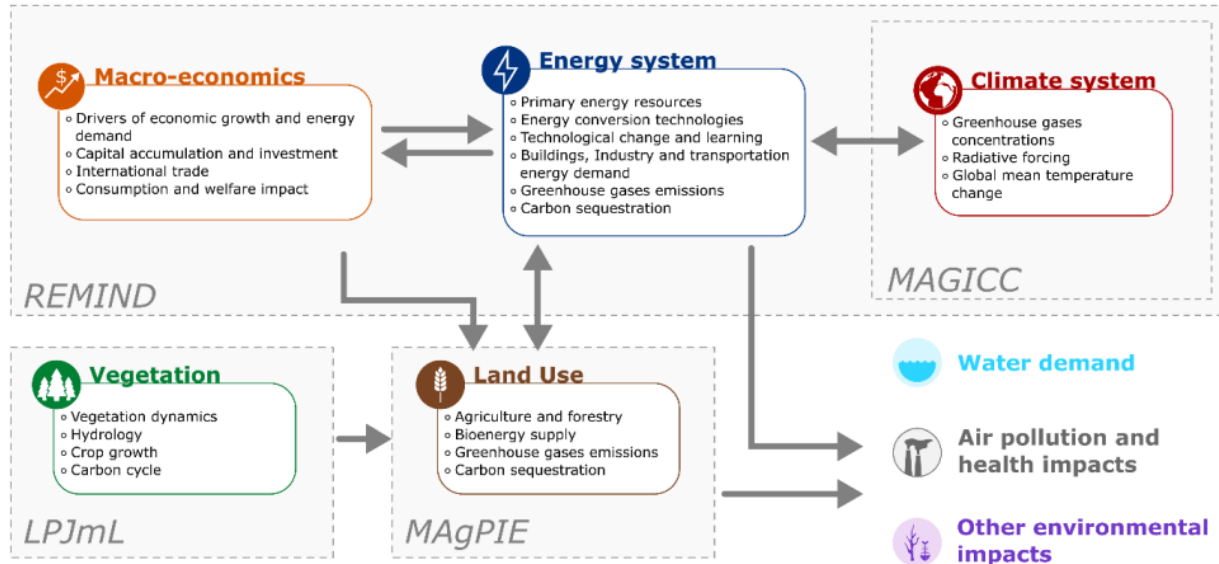 Macro-economics
Drivers of economic growth and energy
demand
Capital accumulation and investment
International trade
Consumption and welfare impact
Energy system
Primary energy resources
Energy conversion technologies
Technological change and learning
Buildings, Industry and transportation
energy demand
Greenhouse gases emissions
Carbon sequestration
Climate system
Greenhouse gases
concentrations
Radiative forcing
Global mean temperature
change
REMIND
MAGICC
Vegetation
Vegetation dynamics
Hydrology
Crop growth
Carbon cycle
LPJmL
Land Use
Agriculture and forestry
Bioenergy supply
Greenhouse gases emissions
Carbon sequestration
MAgPIE
Water demand
Air pollution and
health impacts
Other environmental
impacts